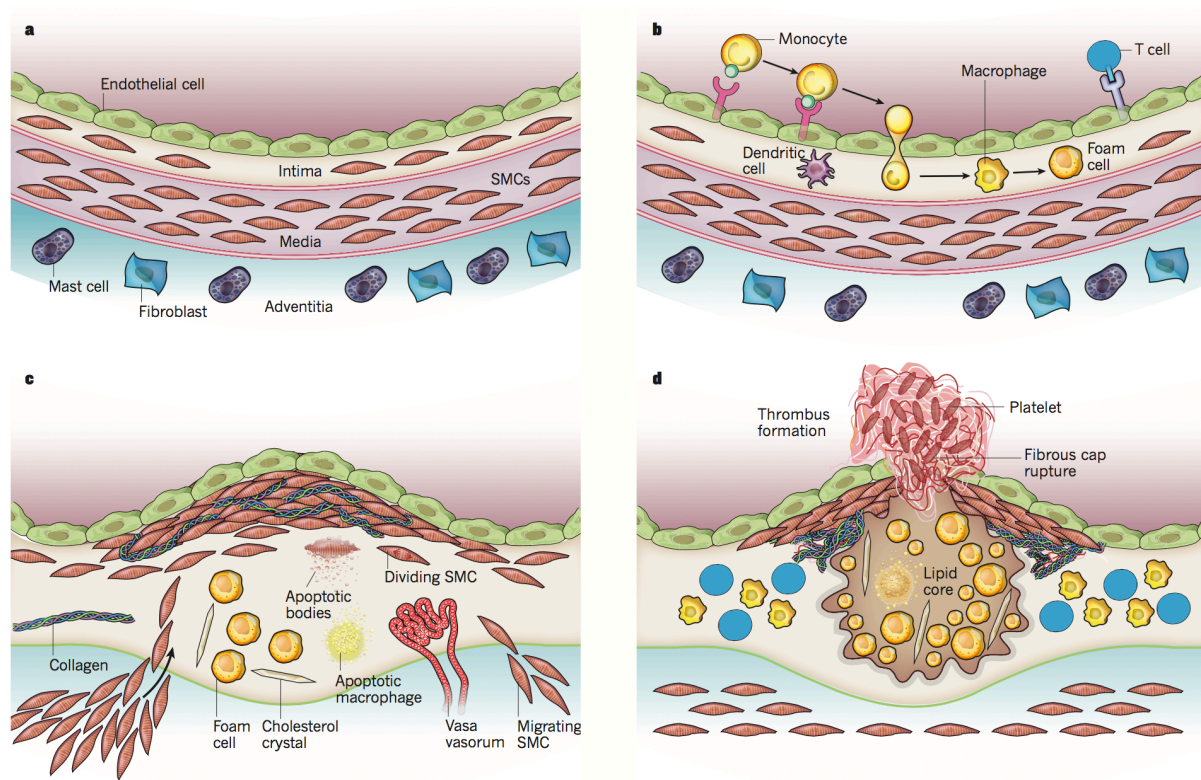 a
Endothelial cell
Intima
SMCs
Media
Mast cell
Fibroblast
Adventitia
b
Monocyte
Macrophage
T cell
Dendritic
cell
Foam
cell
c
Apoptotic
bodies
Dividing SMC
Collagen
Apoptotic
macrophage
Foam
cell
Cholesterol
crystal
Vasa
vasorum
Migrating
SMC
d
Thrombus
formation
Platelet
Fibrous cap
rupture
Lipid
core